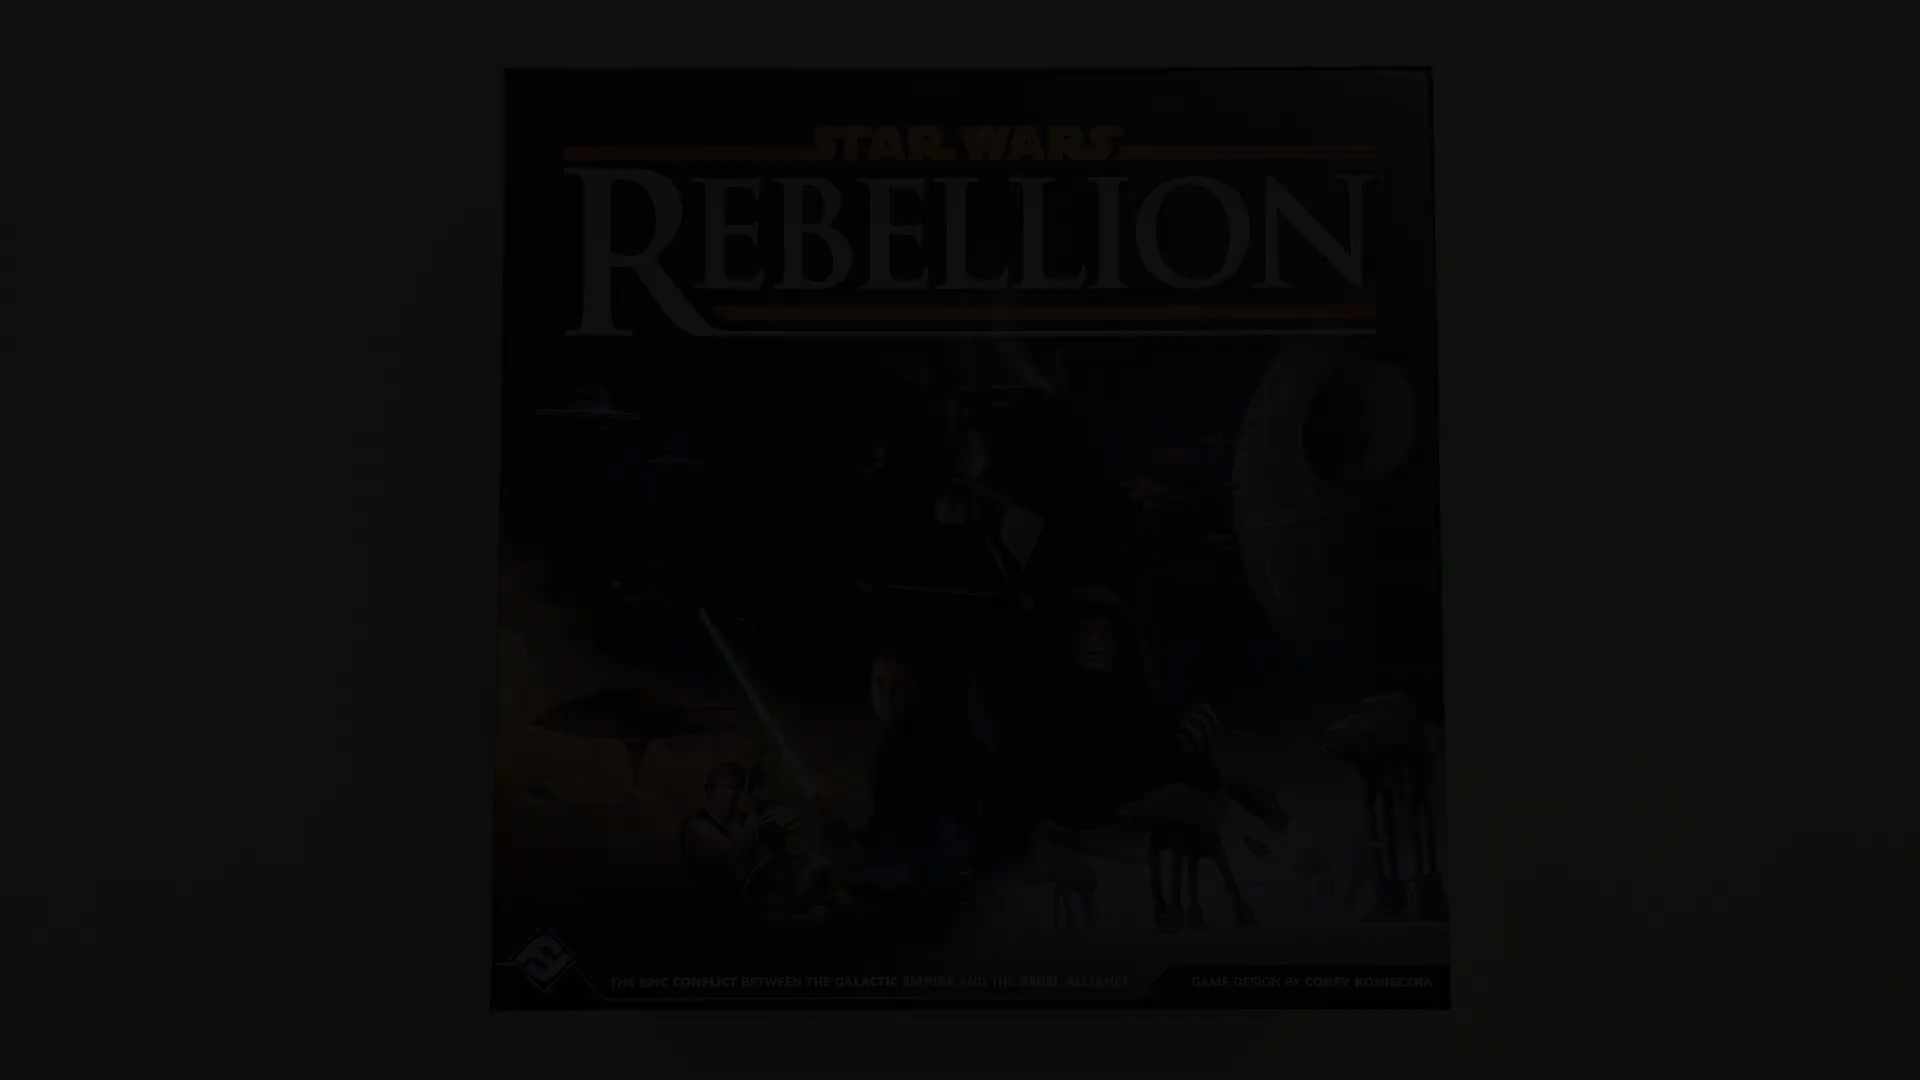 STAR WARS
REBELLION
THE EPIC CONFLICT BETWEEN THE GALACTIC EMPIRE AND THE REBEL ALLIANCE
GAME DESIGN BY COREY KONIECZKA